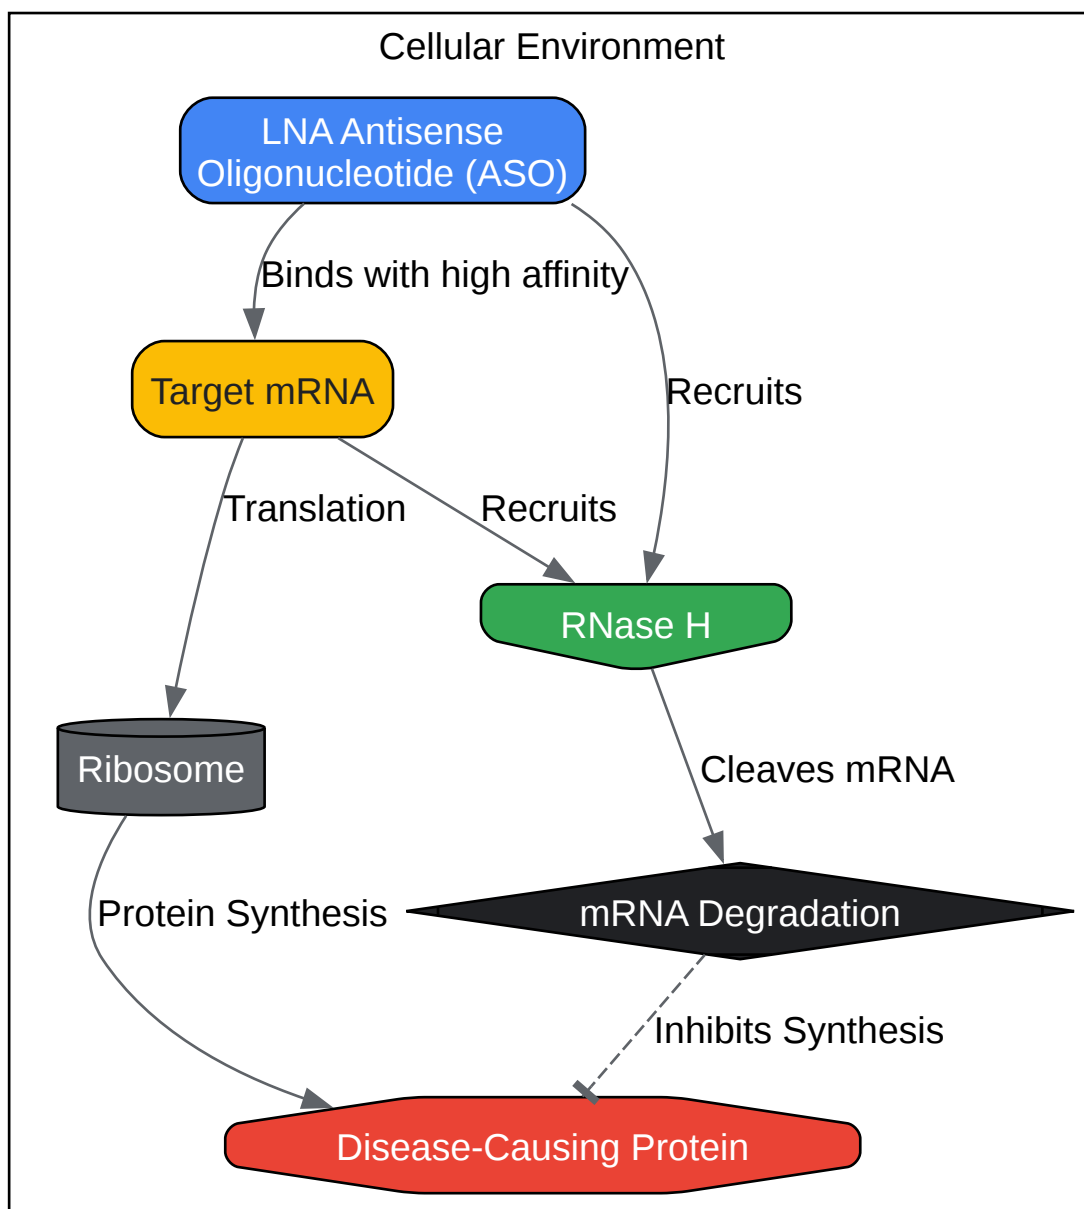 Cellular Environment
LNA Antisense
Oligonucleotide (ASO)
Binds with high affinity
Target mRNA
Recruits
Translation
Recruits
RNase H
Ribosome
Cleaves mRNA
Protein Synthesis
mRNA Degradation
Inhibits Synthesis
Disease-Causing Protein